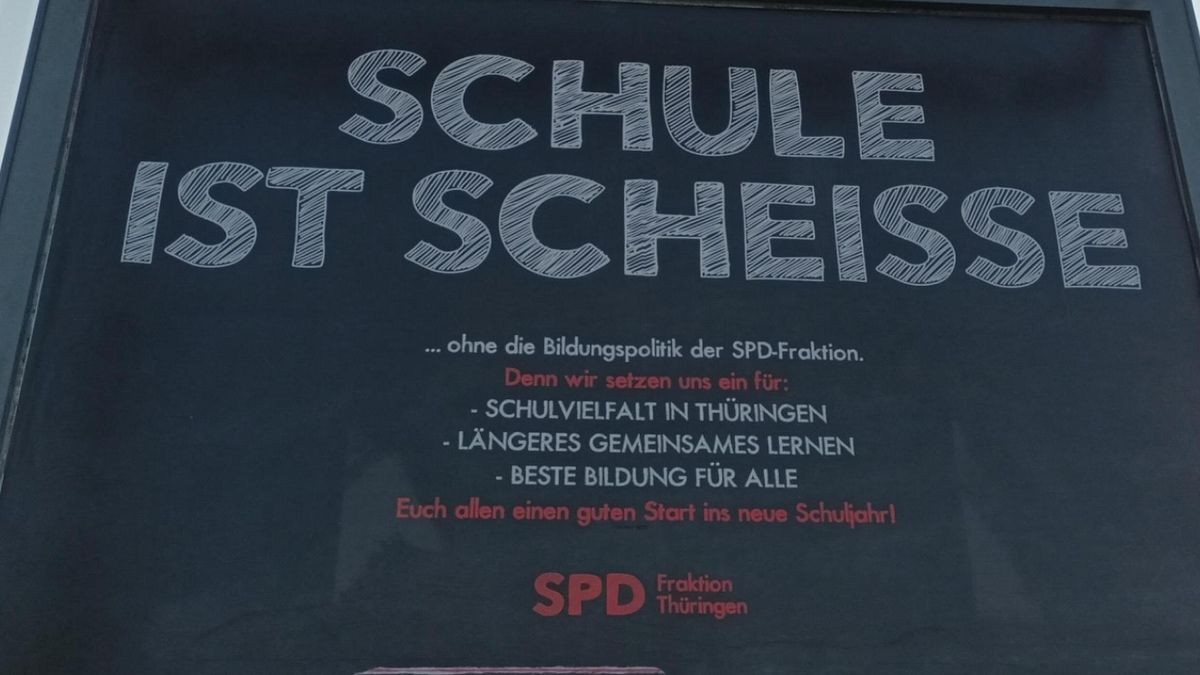 SCHULE
IST SCHEISSE
... ohne die Bildungspolitik der SPD-Fraktion.
Denn wir setzen uns ein für:
- SCHULVIELFALT IN THÜRINGEN
- LÄNGERES GEMEINSAMES LERNEN
- BESTE BILDUNG FÜR ALLE
Euch allen einen guten Start ins neue Schuljahr!
SPD Fraktion
Thüringen